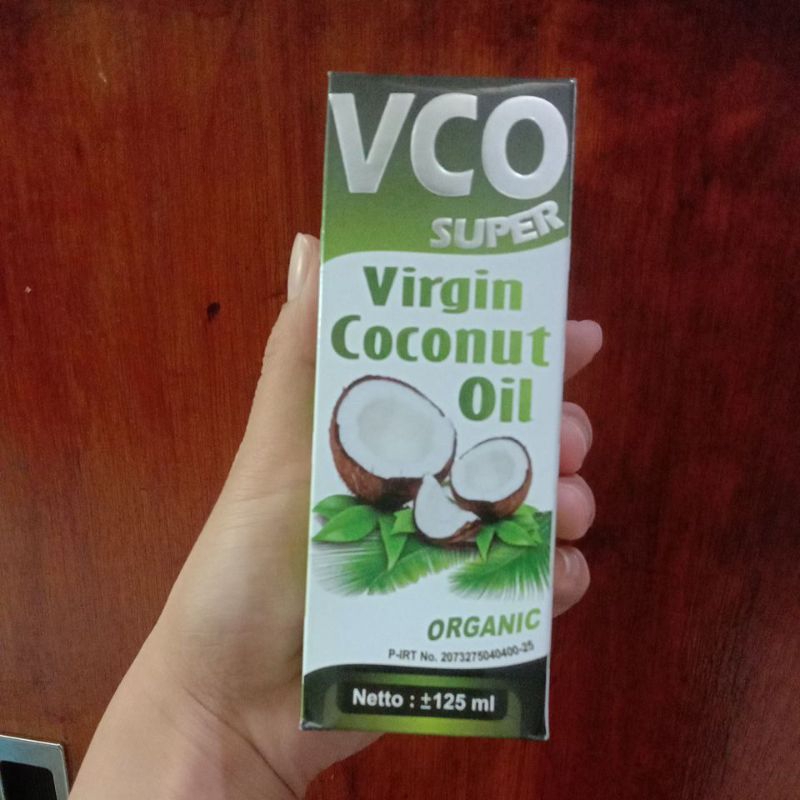 VCO
SUPER
Virgin
Coconut
Oil
ORGANIC
P-IRT No. 2073275040400-25
Netto : ±125 ml